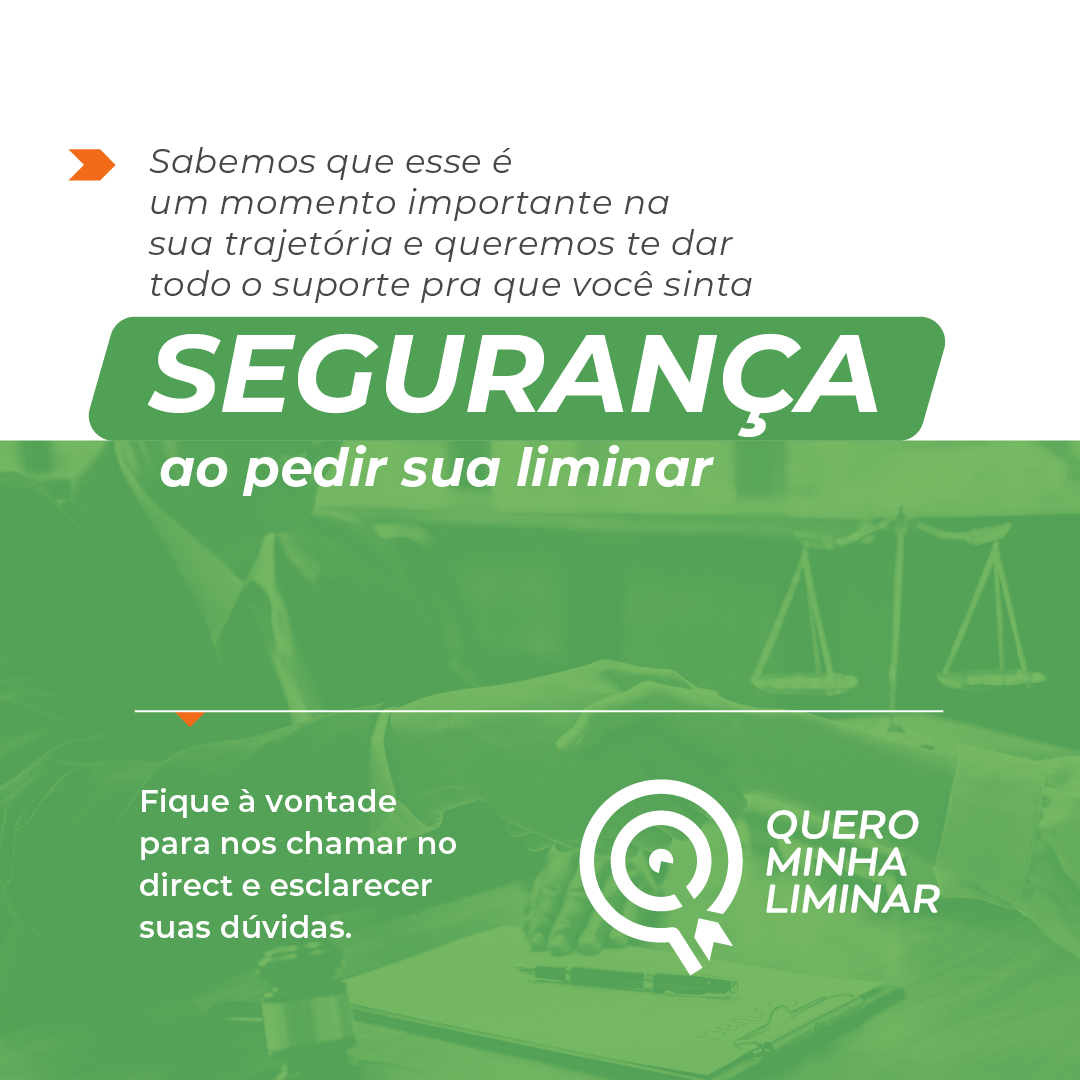 Sabemos que esse é
um momento importante na
sua trajetória e queremos te dar
todo o suporte pra que você sinta
SEGURANÇA
ao pedir sua liminar
Fique à vontade
para nos chamar no
direct e esclarecer
suas dúvidas.
QUERO
MINHA
LIMINAR